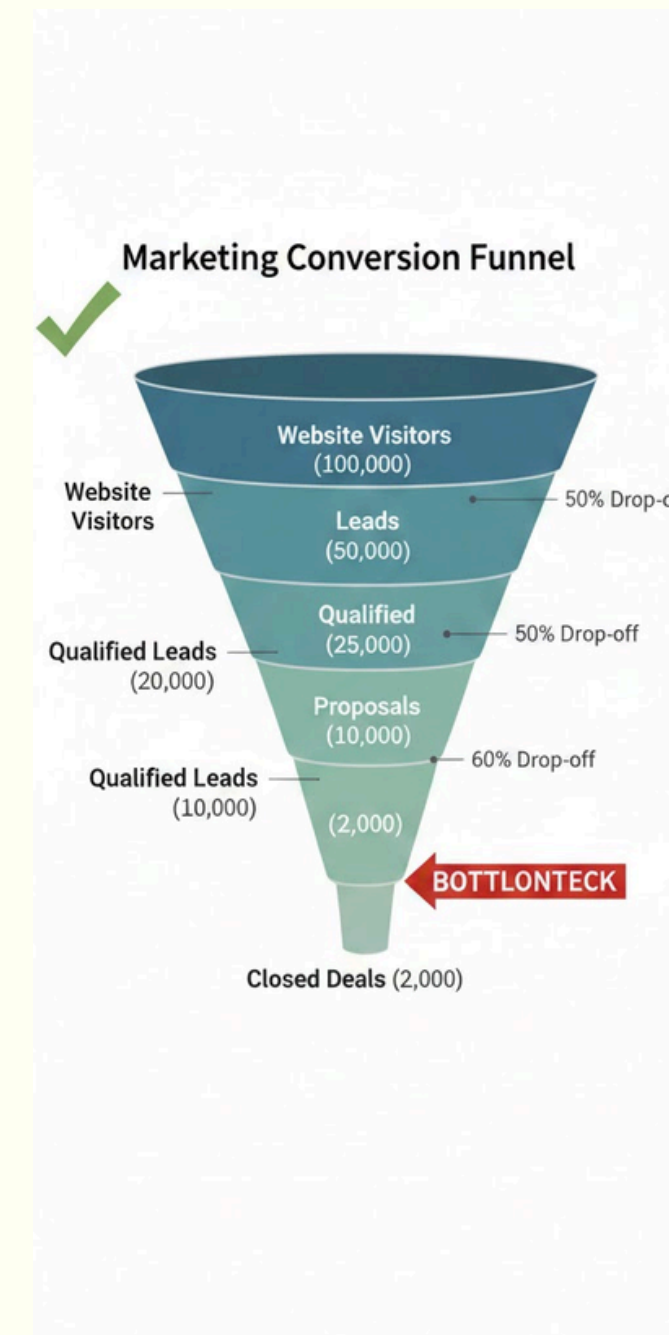 Marketing Conversion Funnel
Website Visitors
(100,000)
Website
Visitors
50% Drop-
Leads
(50,000)
Qualified
(25,000)
50% Drop-off
Qualified Leads
(20,000)
Proposals
(10,000)
60% Drop-off
Qualified Leads
(10,000)
(2,000)
BOTTLONTECK
Closed Deals (2,000)